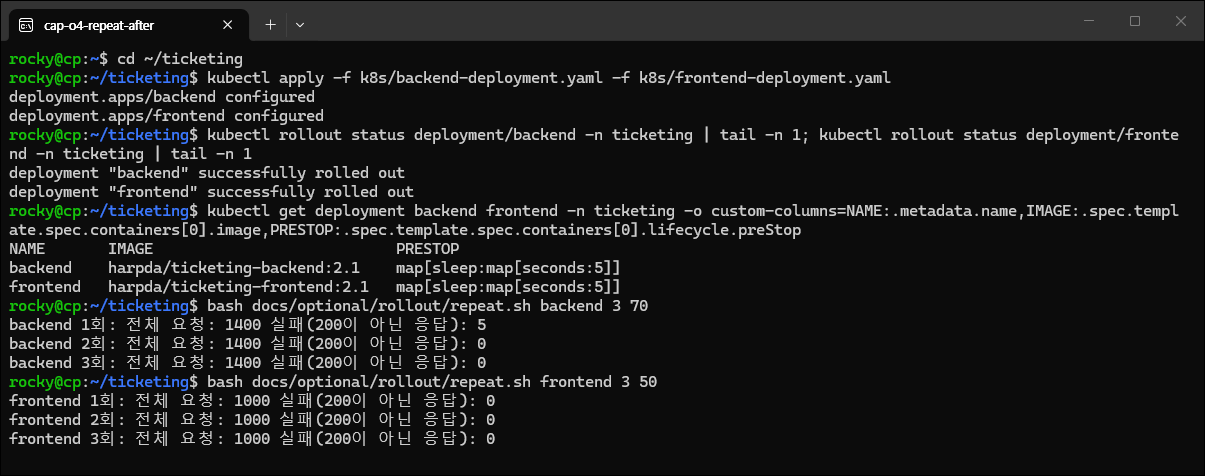 cap-o4-repeat-after
rocky@cp:~$ cd ~/ticketing
rocky@cp:~/ticketing$ kubectl apply -f k8s/backend-deployment.yaml -f k8s/frontend-deployment.yaml
deployment.apps/backend configured
deployment.apps/frontend configured
rocky@cp:~/ticketing$ kubectl rollout status deployment/backend -n ticketing | tail -n 1; kubectl rollout status deployment/fronte
nd -n ticketing | tail -n 1
deployment "backend" successfully rolled out
deployment "frontend" successfully rolled out
rocky@cp:~/ticketing$ kubectl get deployment backend frontend -n ticketing -o custom-columns=NAME:.metadata.name,IMAGE:.spec.templ
ate.spec.containers[0].image,PRESTOP:.spec.template.spec.containers[0].lifecycle.preStop
NAME IMAGE PRESTOP
backend harpda/ticketing-backend:2.1 map[sleep:map[seconds:5]]
frontend harpda/ticketing-frontend:2.1 map[sleep:map[seconds:5]]
rocky@cp:~/ticketing$ bash docs/optional/rollout/repeat.sh backend 3 70
backend 1회: 전체 요청: 1400 실패(200이 아닌 응답): 5
backend 2회: 전체 요청: 1400 실패(200이 아닌 응답): 0
backend 3회: 전체 요청: 1400 실패(200이 아닌 응답): 0
rocky@cp:~/ticketing$ bash docs/optional/rollout/repeat.sh frontend 3 50
frontend 1회: 전체 요청: 1000 실패(200이 아닌 응답): 0
frontend 2회: 전체 요청: 1000 실패(200이 아닌 응답): 0
frontend 3회: 전체 요청: 1000 실패(200이 아닌 응답): 0